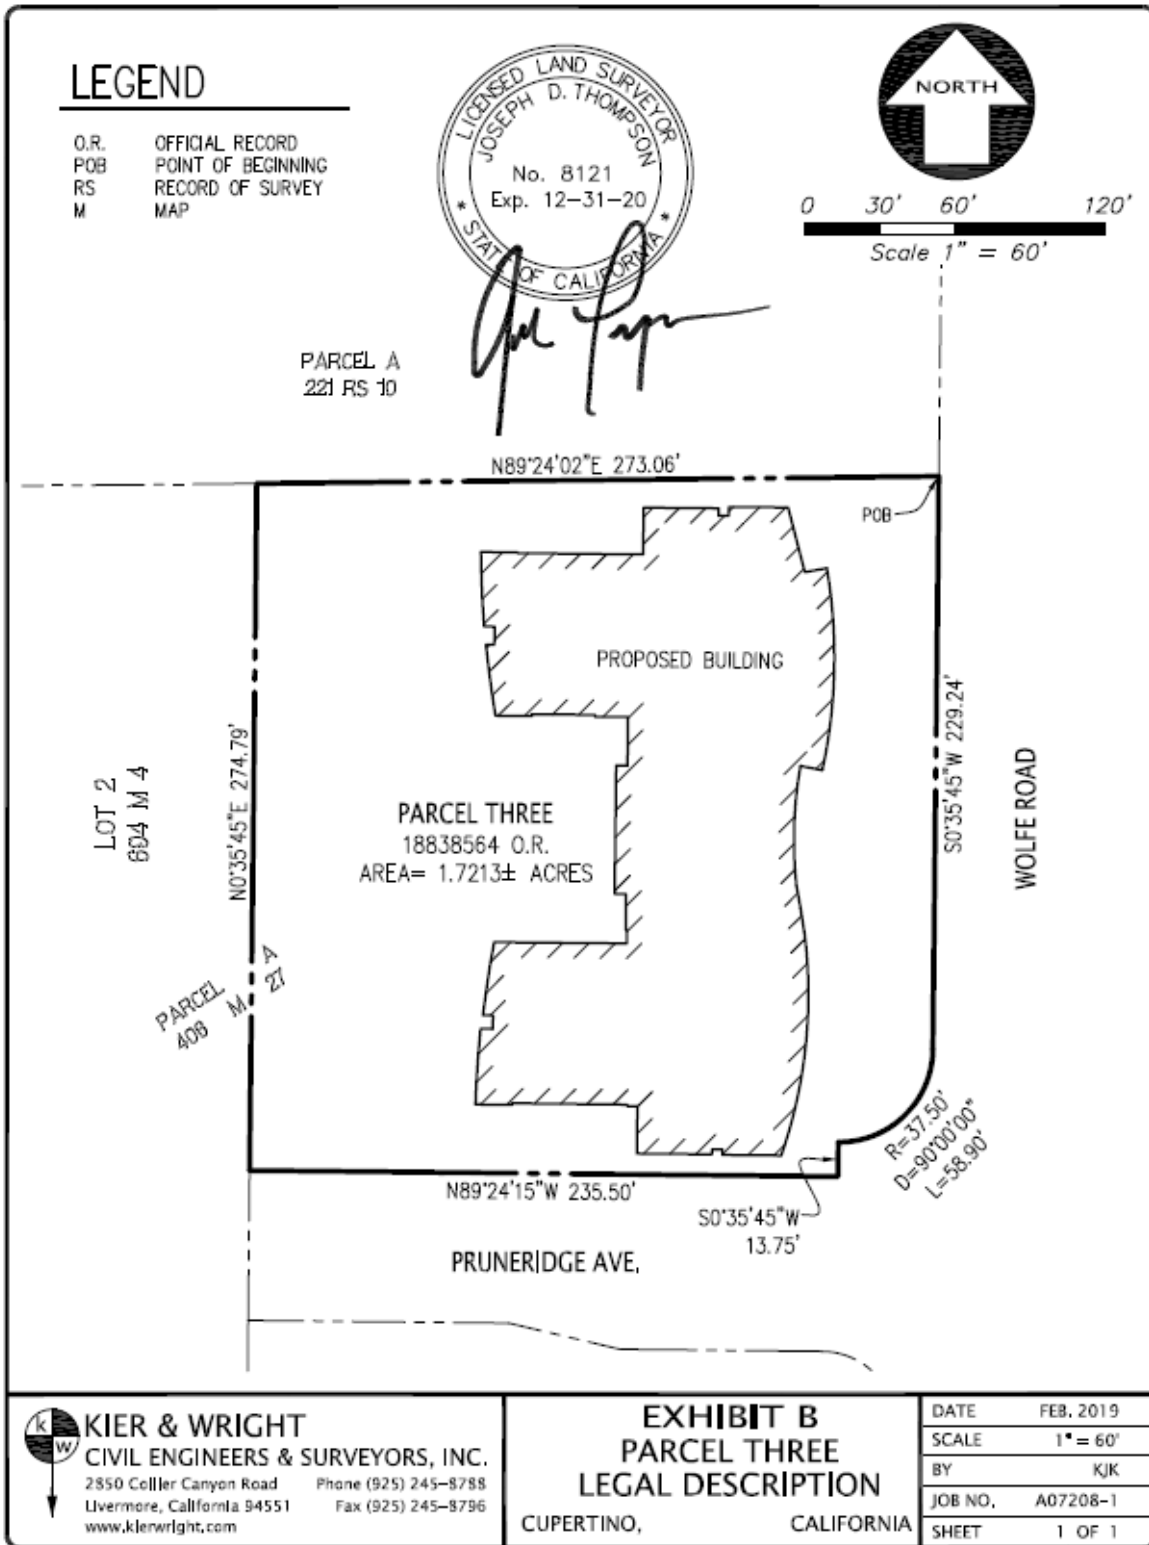 LEGEND
O.R. OFFICIAL RECORD
POB POINT OF BEGINNING
RS RECORD OF SURVEY
M MAP
LICENSED LAND SURVEYOR
JOSEPH D. THOMPSON
No. 8121
Exp. 12-31-20
* STATE OF CALIFORNIA *
NORTH
0 30' 60' 120'
Scale 1" = 60'
PARCEL A
221 RS 10
N89°24'02"E 273.06'
POB
PROPOSED BUILDING
S0°35'45"W 229.24'
WOLFE ROAD
N0°35'45"E 274.79'
LOT 2
604 M 4
PARCEL THREE
18838564 O.R.
AREA= 1.7213± ACRES
PARCEL A
408 M 27
R=37.50'
D=90°00'00"
L=58.90'
N89°24'15"W 235.50'
S0°35'45"W
13.75'
PRUNERIDGE AVE.
k w
KIER & WRIGHT
CIVIL ENGINEERS & SURVEYORS, INC.
2850 Collier Canyon Road Phone (925) 245-8788
Livermore, California 94551 Fax (925) 245-8796
www.kierwright.com
EXHIBIT B
PARCEL THREE
LEGAL DESCRIPTION
CUPERTINO, CALIFORNIA
DATE FEB. 2019
SCALE 1" = 60'
BY KJK
JOB NO. A07208-1
SHEET 1 OF 1